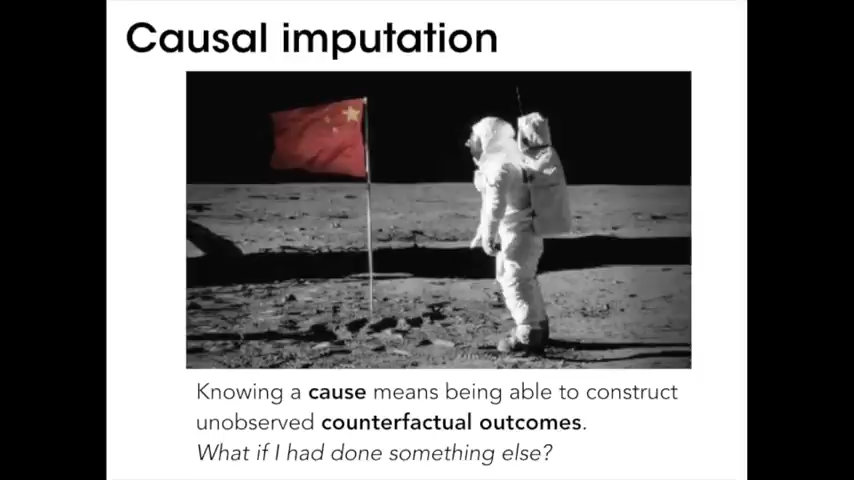 Causal imputation
Knowing a cause means being able to construct
unobserved counterfactual outcomes.
What if I had done something else?